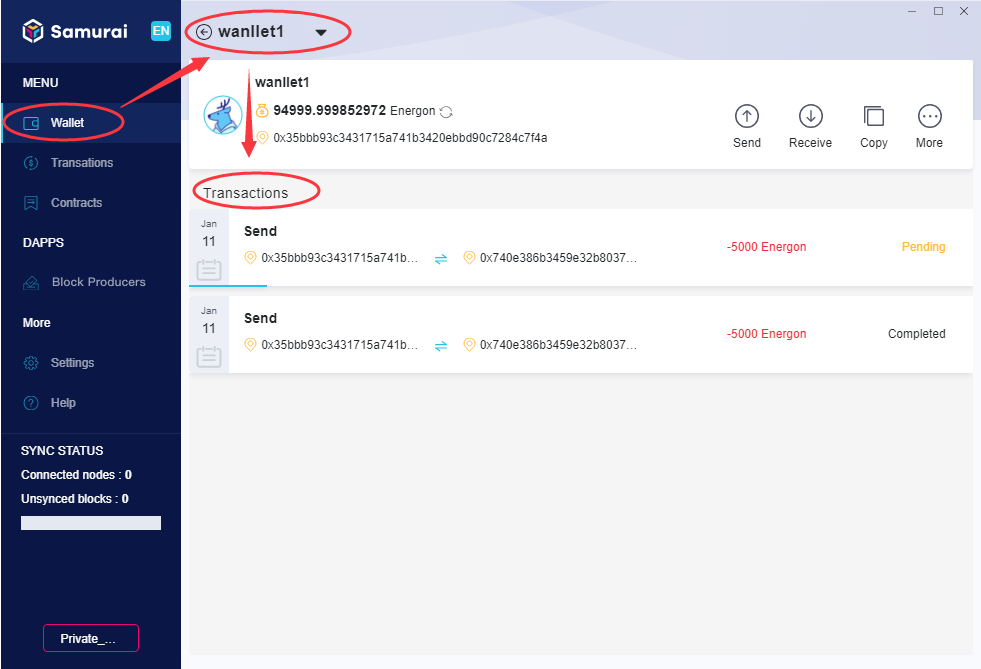 Samurai
EN
MENU
Wallet
Transations
Contracts
DAPPS
Block Producers
More
Settings
Help
SYNC STATUS
Connected nodes : 0
Unsynced blocks : 0
Private_...
wanllet1
wanllet1
94999.999852972 Energon
0x35bbb93c3431715a741b3420ebbd90c7284c7f4a
Send
Receive
Copy
More
Transactions
Jan
11
Send
0x35bbb93c3431715a741b...
0x740e386b3459e32b8037...
-5000 Energon
Pending
Jan
11
Send
0x35bbb93c3431715a741b...
0x740e386b3459e32b8037...
-5000 Energon
Completed